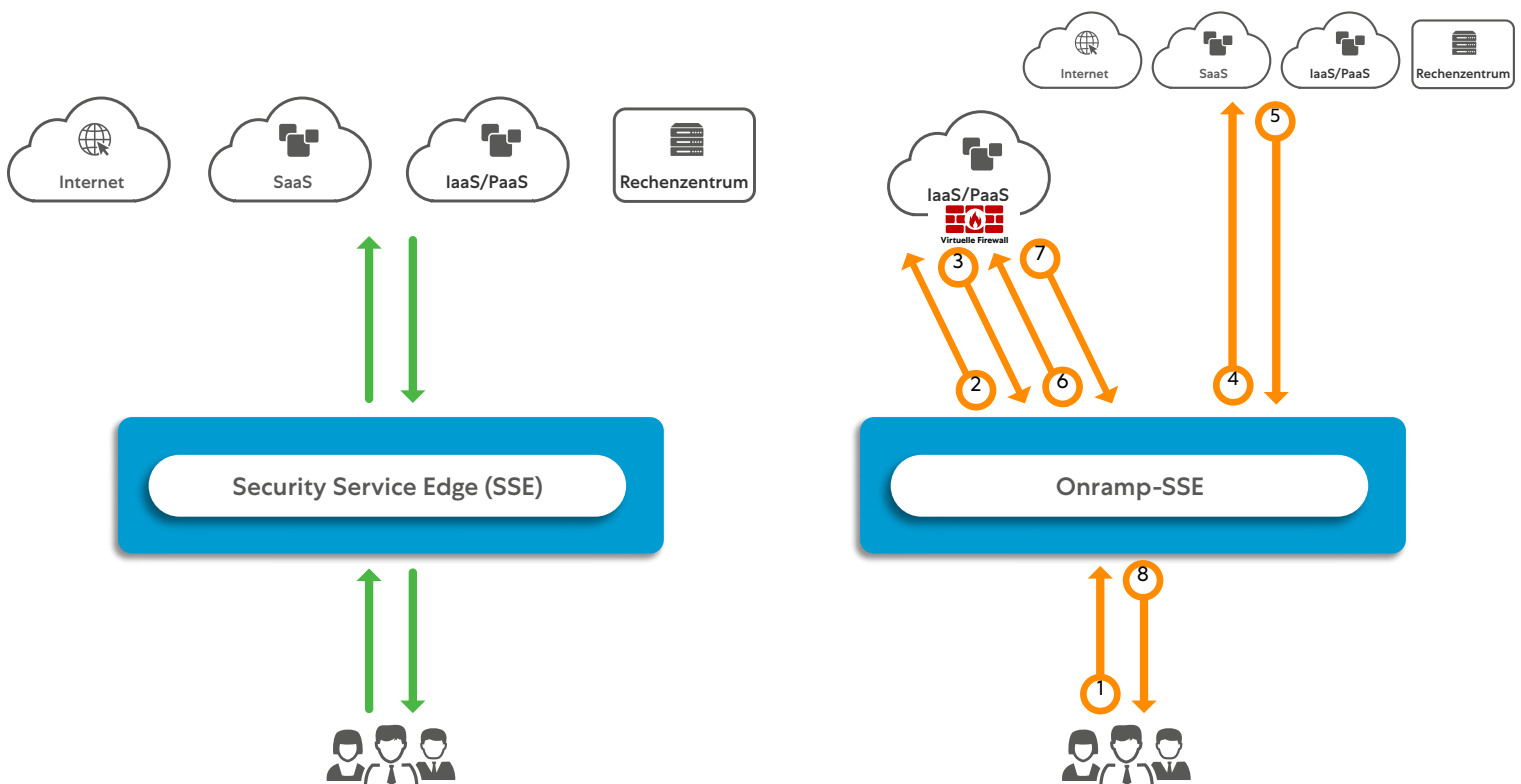 Internet
SaaS
IaaS/PaaS
Rechenzentrum
Security Service Edge (SSE)
Internet
SaaS
IaaS/PaaS
Rechenzentrum
5
IaaS/PaaS
Virtuelle Firewall
3
7
2
6
4
Onramp-SSE
8
1